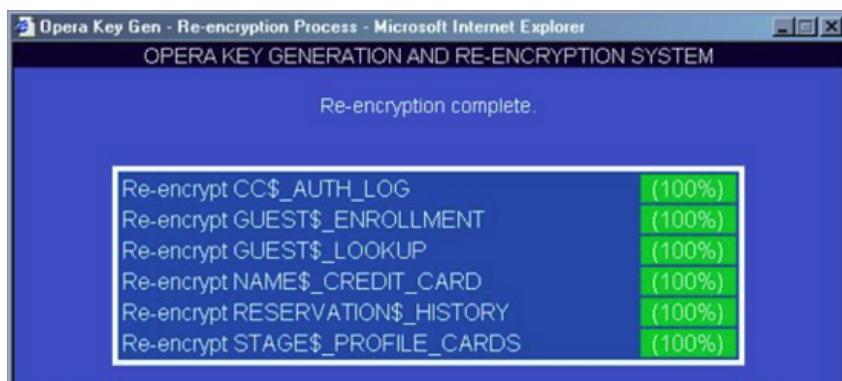 Opera Key Gen - Re-encryption Process - Microsoft Internet Explorer
OPERA KEY GENERATION AND RE-ENCRYPTION SYSTEM
Re-encryption complete.
Re-encrypt CC$_AUTH_LOG (100%)
Re-encrypt GUEST$_ENROLLMENT (100%)
Re-encrypt GUEST$_LOOKUP (100%)
Re-encrypt NAME$_CREDIT_CARD (100%)
Re-encrypt RESERVATION$_HISTORY (100%)
Re-encrypt STAGE$_PROFILE_CARDS (100%)